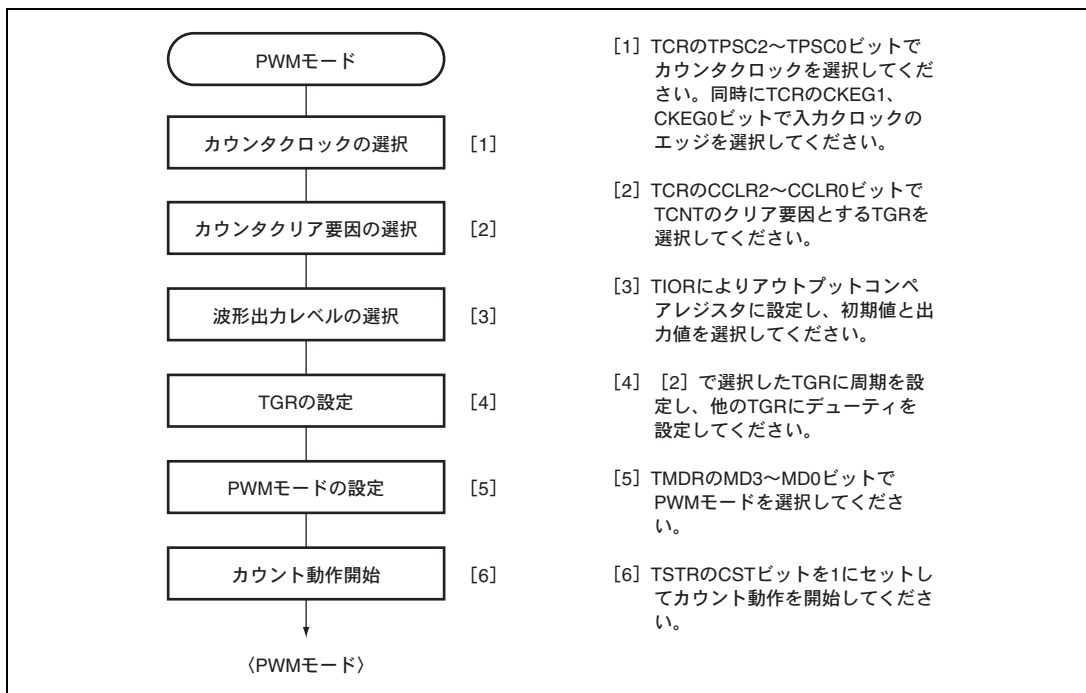 PWMモード
カウンタクロックの選択 [1]
カウンタクリア要因の選択 [2]
波形出力レベルの選択 [3]
TGRの設定 [4]
PWMモードの設定 [5]
カウント動作開始 [6]
〈PWMモード〉
[1] TCRのTPSC2～TPSC0ビットで
カウンタクロックを選択してくだ
さい。同時にTCRのCKEG1、
CKEG0ビットで入力クロックの
エッジを選択してください。
[2] TCRのCCLR2～CCLR0ビットで
TCNTのクリア要因とするTGRを
選択してください。
[3] TIORによりアウトプットコンペ
アレジスタに設定し、初期値と出
力値を選択してください。
[4] [2]で選択したTGRに周期を設
定し、他のTGRにデューティを
設定してください。
[5] TMDRのMD3～MD0ビットで
PWMモードを選択してくださ
い。
[6] TSTRのCSTビットを1にセットし
てカウント動作を開始してくださ
い。